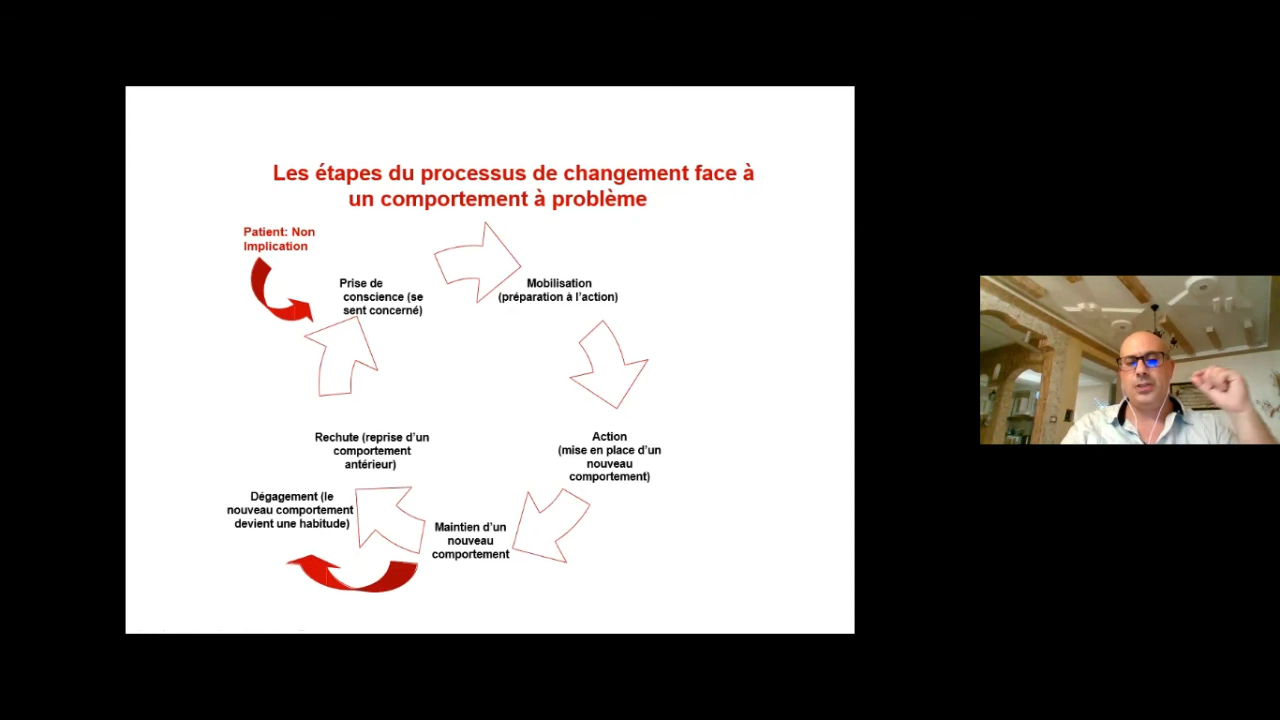 Les étapes du processus de changement face à
un comportement à problème
Patient: Non
Implication
Prise de
conscience (se
sent concerné)
Mobilisation
(préparation à l'action)
Action
(mise en place d'un
nouveau
comportement)
Maintien d'un
nouveau
comportement
Rechute (reprise d'un
comportement
antérieur)
Dégagement (le
nouveau comportement
devient une habitude)